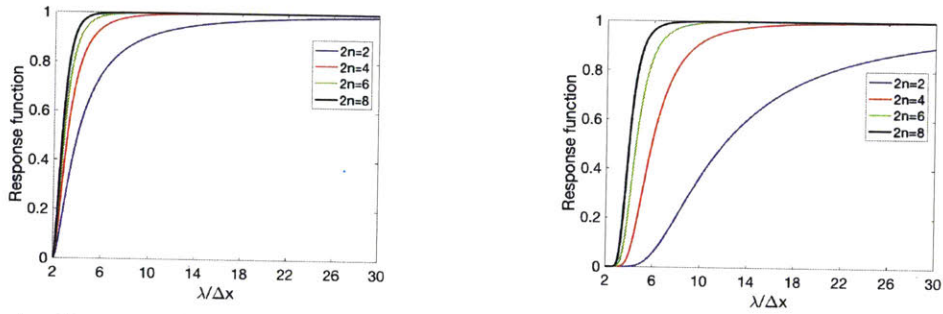 1
0.8
0.6
0.4
0.2
0
Response function
2 6 10 14 18 22 26 30
λ/Δx
2n=2
2n=4
2n=6
2n=8
1
0.8
0.6
0.4
0.2
0
Response function
2 6 10 14 18 22 26 30
λ/Δx
2n=2
2n=4
2n=6
2n=8